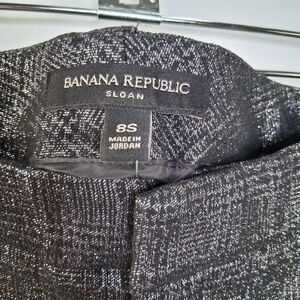 BANANA REPUBLIC
SLOAN
8S
MADE IN
JORDAN